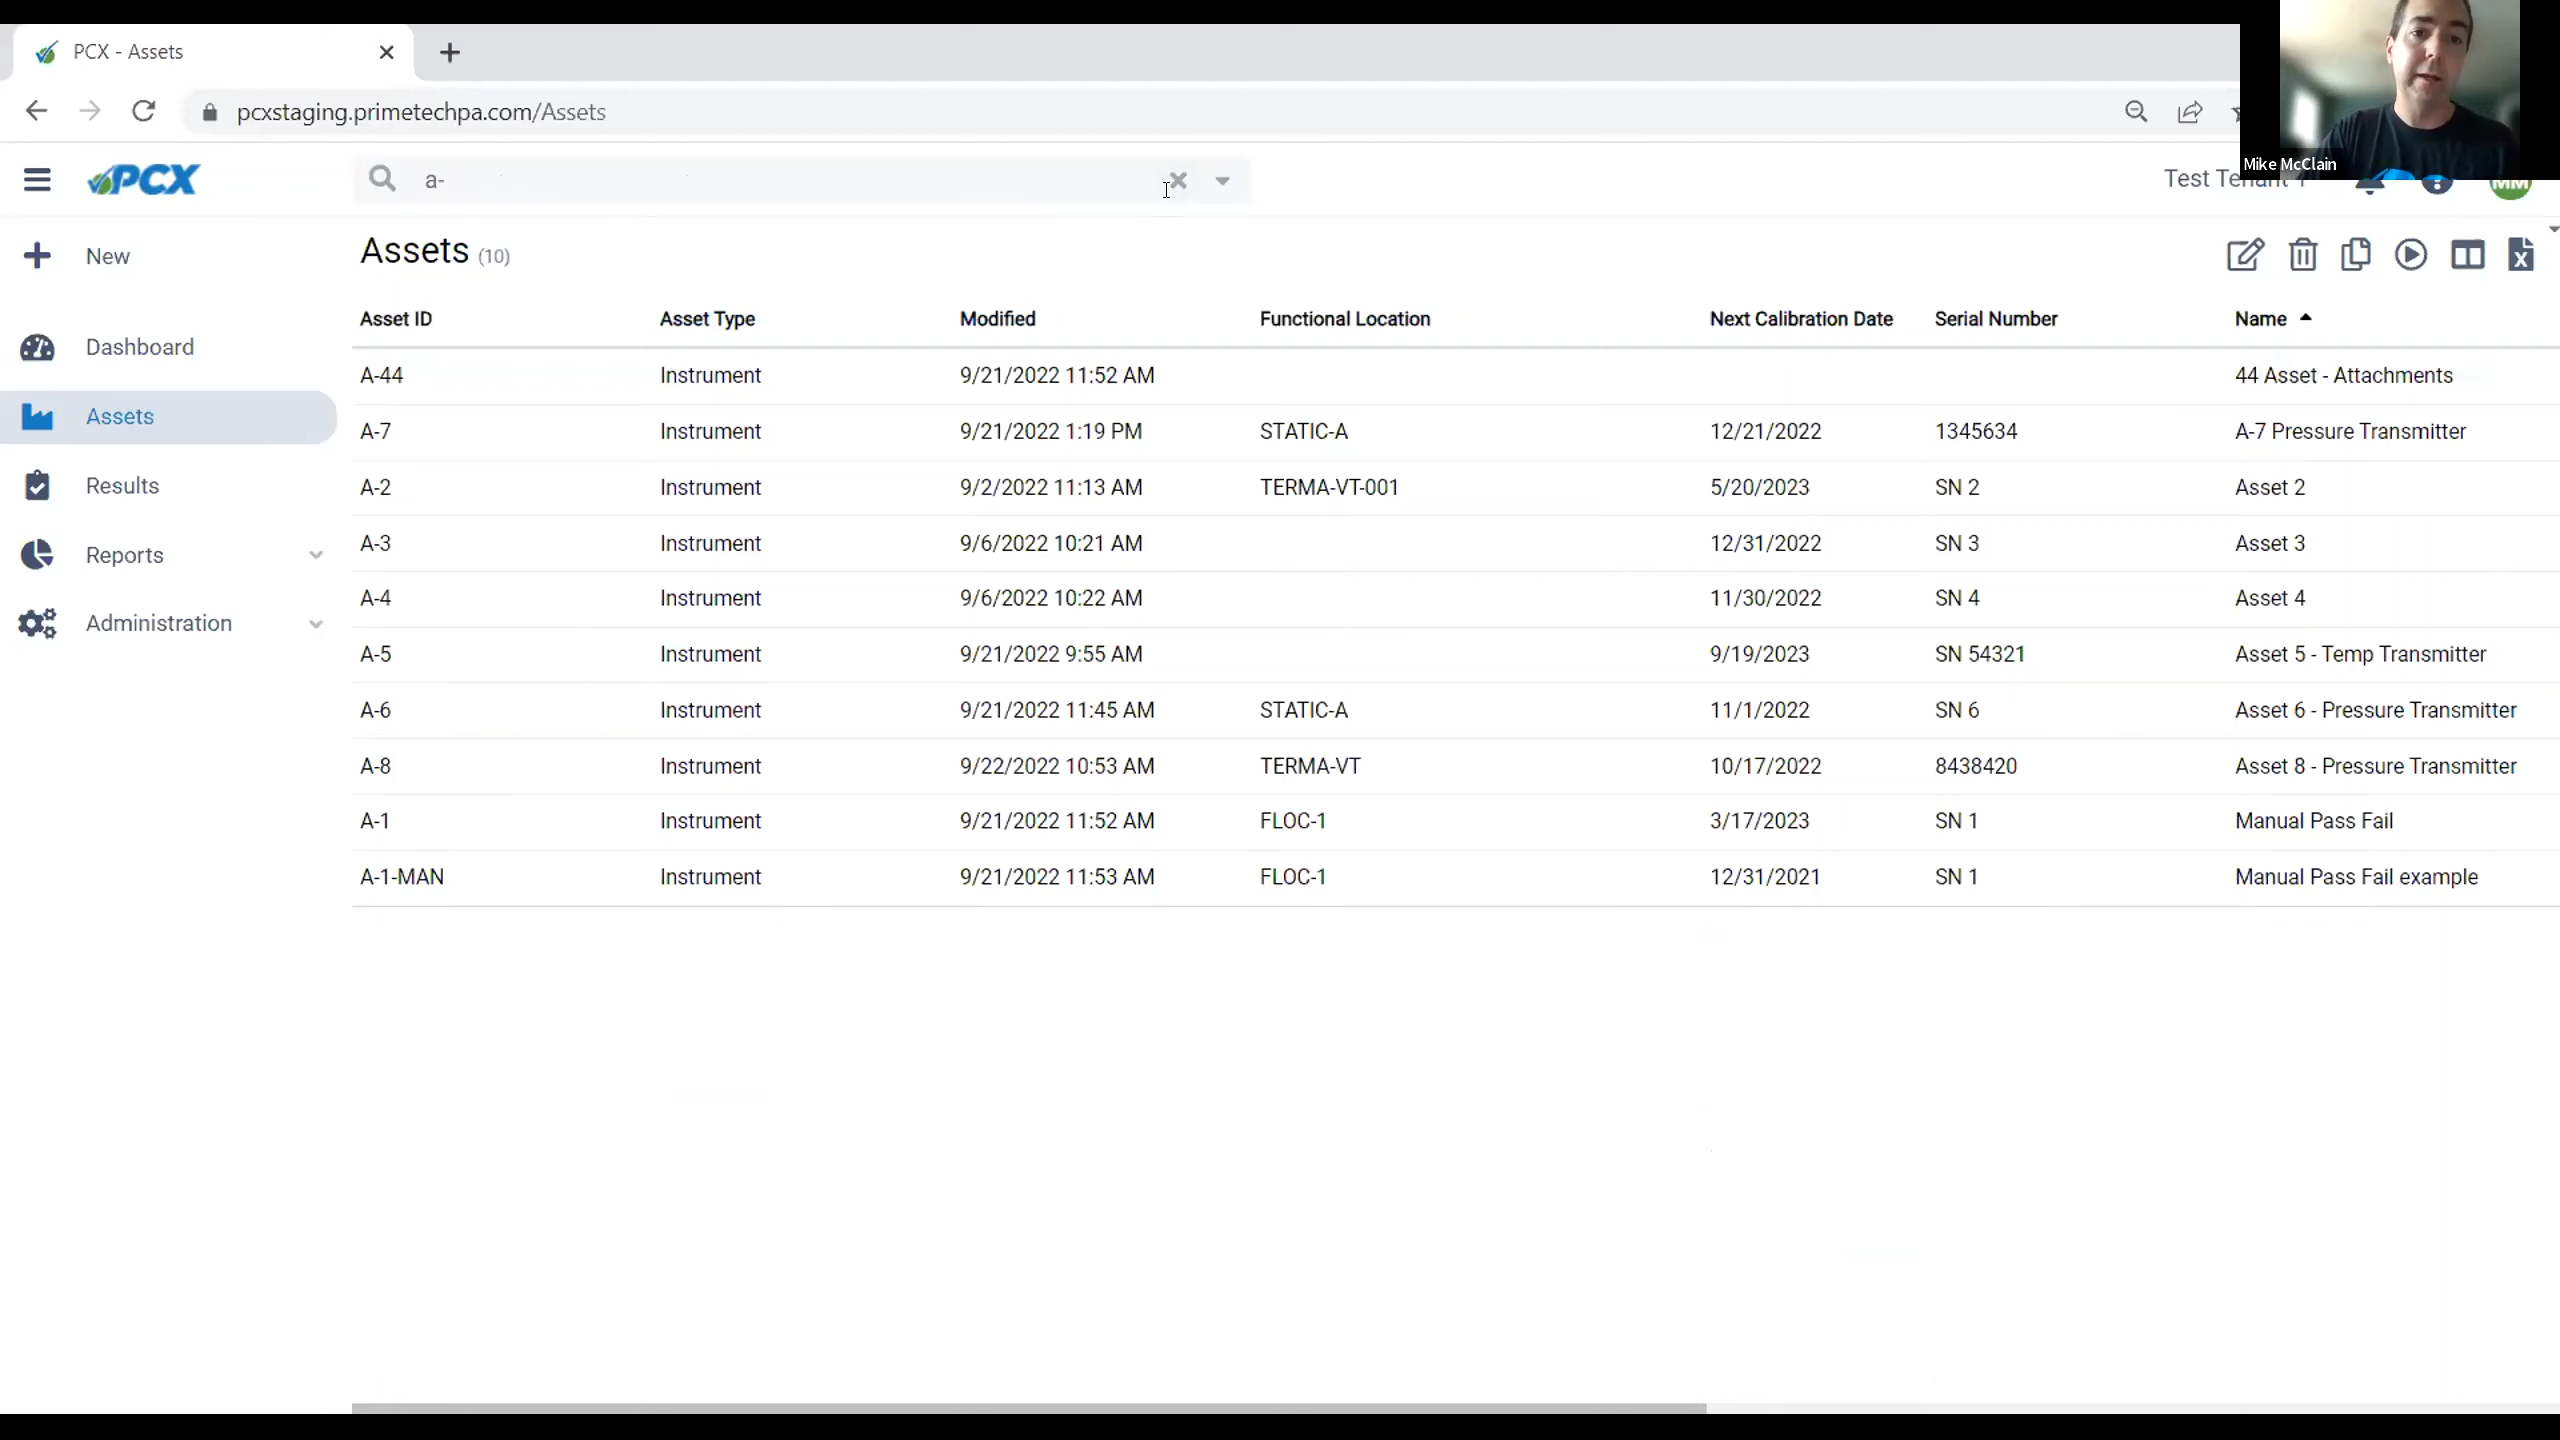 PCX - Assets
pcxstaging.primetechpa.com/Assets
Mike McClain
PCX
a-
Test Tenant 1
MM
New
Dashboard
Assets
Results
Reports
Administration
Assets (10)
Asset ID Asset Type Modified Functional Location Next Calibration Date Serial Number Name
A-44 Instrument 9/21/2022 11:52 AM 44 Asset - Attachments
A-7 Instrument 9/21/2022 1:19 PM STATIC-A 12/21/2022 1345634 A-7 Pressure Transmitter
A-2 Instrument 9/2/2022 11:13 AM TERMA-VT-001 5/20/2023 SN 2 Asset 2
A-3 Instrument 9/6/2022 10:21 AM 12/31/2022 SN 3 Asset 3
A-4 Instrument 9/6/2022 10:22 AM 11/30/2022 SN 4 Asset 4
A-5 Instrument 9/21/2022 9:55 AM 9/19/2023 SN 54321 Asset 5 - Temp Transmitter
A-6 Instrument 9/21/2022 11:45 AM STATIC-A 11/1/2022 SN 6 Asset 6 - Pressure Transmitter
A-8 Instrument 9/22/2022 10:53 AM TERMA-VT 10/17/2022 8438420 Asset 8 - Pressure Transmitter
A-1 Instrument 9/21/2022 11:52 AM FLOC-1 3/17/2023 SN 1 Manual Pass Fail
A-1-MAN Instrument 9/21/2022 11:53 AM FLOC-1 12/31/2021 SN 1 Manual Pass Fail example